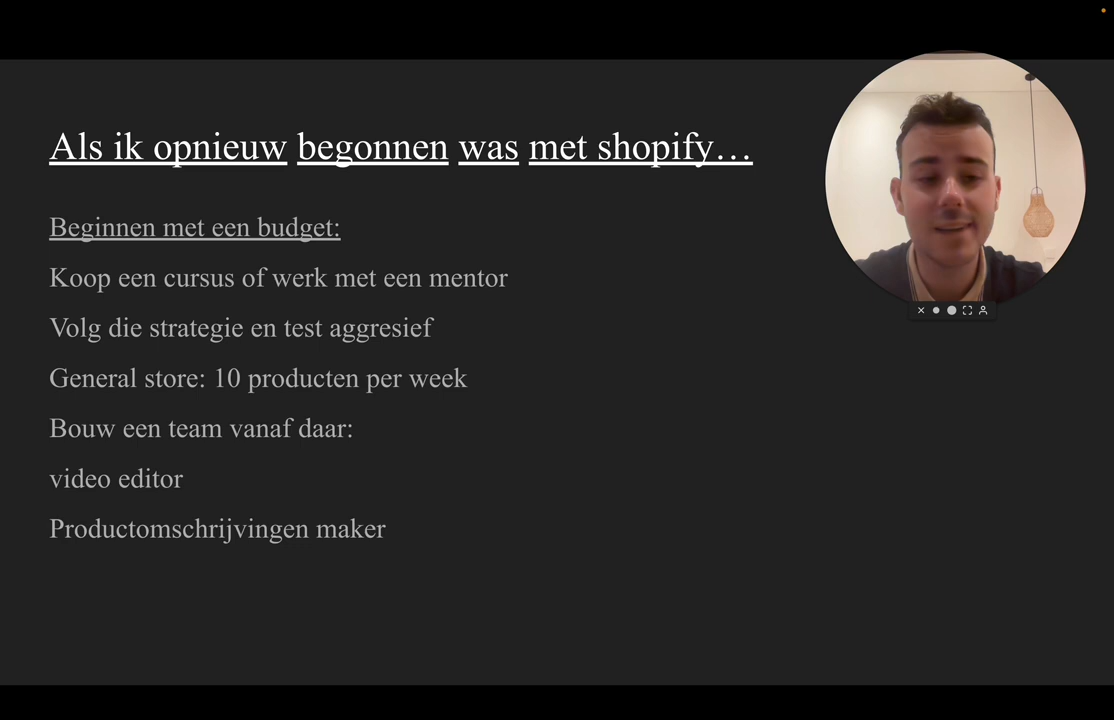 Als ik opnieuw begonnen was met shopify…
Beginnen met een budget:
Koop een cursus of werk met een mentor
Volg die strategie en test aggresief
General store: 10 producten per week
Bouw een team vanaf daar:
video editor
Productomschrijvingen maker